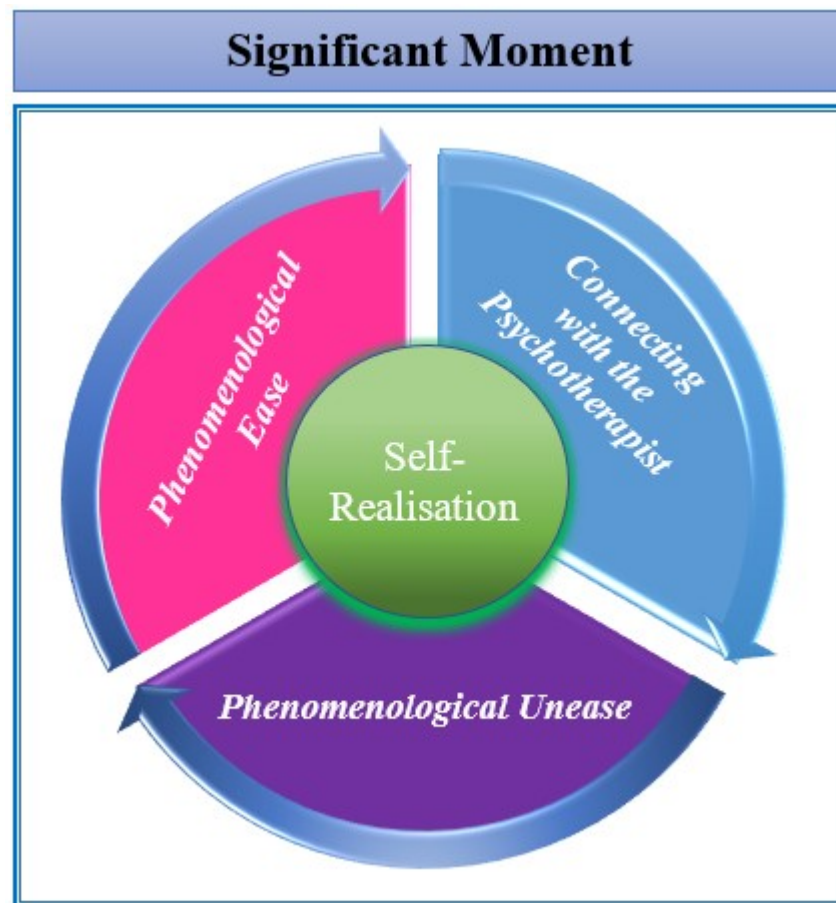 Significant Moment
Connecting
with the
Psychotherapist
Phenomenological Unease
Phenomenological
Ease
Self-
Realisation